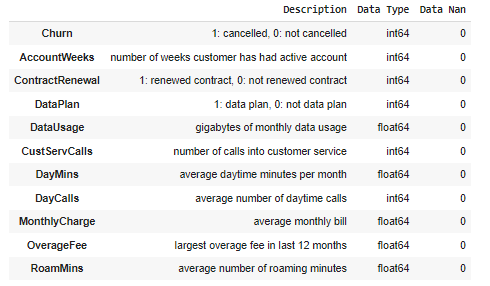 Description Data Type Data Nan
Churn 1: cancelled, 0: not cancelled int64 0
AccountWeeks number of weeks customer has had active account int64 0
ContractRenewal 1: renewed contract, 0: not renewed contract int64 0
DataPlan 1: data plan, 0: not data plan int64 0
DataUsage gigabytes of monthly data usage float64 0
CustServCalls number of calls into customer service int64 0
DayMins average daytime minutes per month float64 0
DayCalls average number of daytime calls int64 0
MonthlyCharge average monthly bill float64 0
OverageFee largest overage fee in last 12 months float64 0
RoamMins average number of roaming minutes float64 0